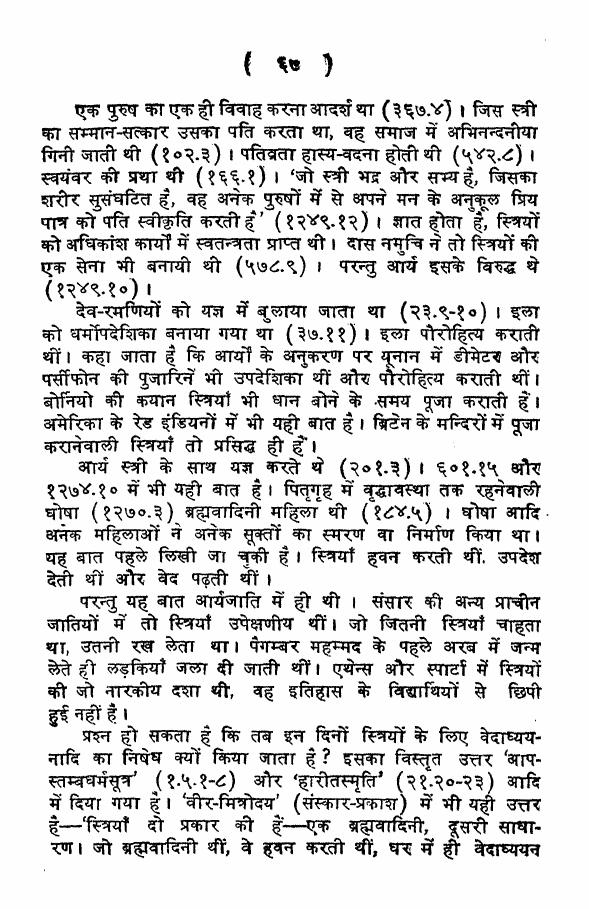 ( ६७ )
एक पुरुष का एक ही विवाह करना आदर्श था (३६७.४) । जिस स्त्री
का सम्मान-सत्कार उसका पति करता था, वह समाज में अभिनन्दनीया
गिनी जाती थी (१०२.३) । पतिव्रता हास्य-वदना होती थी (५४२.८) ।
स्वयंवर की प्रथा थी (१६६.१) । 'जो स्त्री भद्र और सभ्य है, जिसका
शरीर सुसंघटित है, वह अनेक पुरुषों में से अपने मन के अनुकूल प्रिय
पात्र को पति स्वीकृति करती है' (१२४९.१२) । ज्ञात होता है, स्त्रियों
को अधिकांश कार्यों में स्वतन्त्रता प्राप्त थी । दास नमुचि ने तो स्त्रियों की
एक सेना भी बनायी थी (५७८.९) । परन्तु आर्य इसके विरुद्ध थे
(१२४९.१०) ।
देव-रमणियों को यज्ञ में बुलाया जाता था (२३.९-१०) । इला
को धर्मोपदेशिका बनाया गया था (३७.११) । इला पौरोहित्य कराती
थीं । कहा जाता है कि आर्यों के अनुकरण पर यूनान में डीमेटर और
पर्सीफोन की पुजारिनें भी उपदेशिका थीं और पौरोहित्य कराती थीं ।
बोनियो की कयान स्त्रियाँ भी धान बोने के समय पूजा कराती हैं ।
अमेरिका के रेड इंडियनों में भी यही बात है । ब्रिटेन के मन्दिरों में पूजा
करानेवाली स्त्रियाँ तो प्रसिद्ध ही हैं ।
आर्य स्त्री के साथ यज्ञ करते थे (२०१.३) । ६०१.१५ और
१२७४.१० में भी यही बात है । पितृगृह में वृद्धावस्था तक रहनेवाली
घोषा (१२७०.३) ब्रह्मवादिनी महिला थी (१८४.५) । घोषा आदि
अनेक महिलाओं ने अनेक सूक्तों का स्मरण वा निर्माण किया था ।
यह बात पहले लिखी जा चुकी है । स्त्रियाँ हवन करती थीं. उपदेश
देती थीं और वेद पढ़ती थीं ।
परन्तु यह बात आर्यजाति में ही थी । संसार की अन्य प्राचीन
जातियों में तो स्त्रियाँ उपेक्षणीय थीं । जो जितनी स्त्रियाँ चाहता
था, उतनी रख लेता था । पैगम्बर महम्मद के पहले अरब में जन्म
लेते ही लड़कियाँ जला दी जाती थीं । एथेन्स और स्पार्टा में स्त्रियों
की जो नारकीय दशा थी, वह इतिहास के विद्यार्थियों से छिपी
हुई नहीं है ।
प्रश्न हो सकता है कि तब इन दिनों स्त्रियों के लिए वेदाध्यय-
नादि का निषेध क्यों किया जाता है ? इसका विस्तृत उत्तर 'आप-
स्तम्बधर्मसूत्र' (१.५.१-८) और 'हारीतस्मृति' (२१.२०-२३) आदि
में दिया गया है । 'वीर-मित्रोदय' (संस्कार-प्रकाश) में भी यही उत्तर
है—'स्त्रियाँ दो प्रकार की हैं—एक ब्रह्मवादिनी, दूसरी साधा-
रण । जो ब्रह्मवादिनी थीं, वे हवन करती थीं, घर में ही वेदाध्ययन